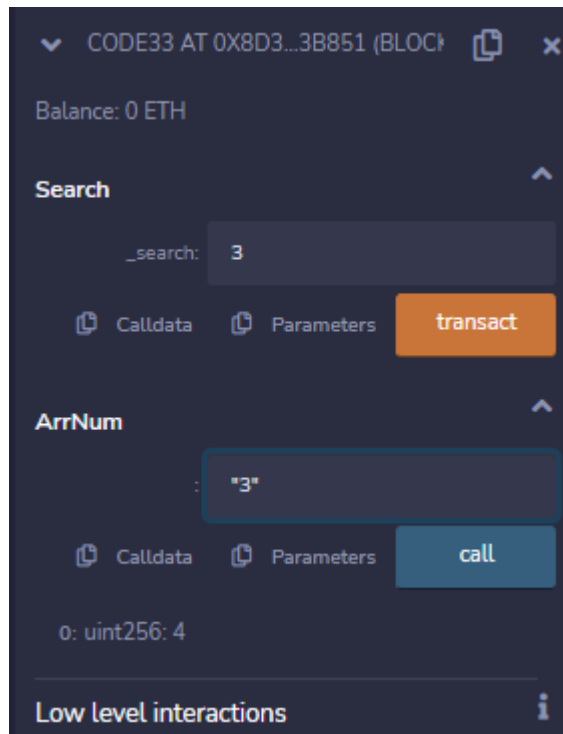 CODE33 AT 0X8D3...3B851 (BLOCK
Balance: 0 ETH
Search
_search: 3
Calldata Parameters transact
ArrNum
: "3"
Calldata Parameters call
0: uint256: 4
Low level interactions